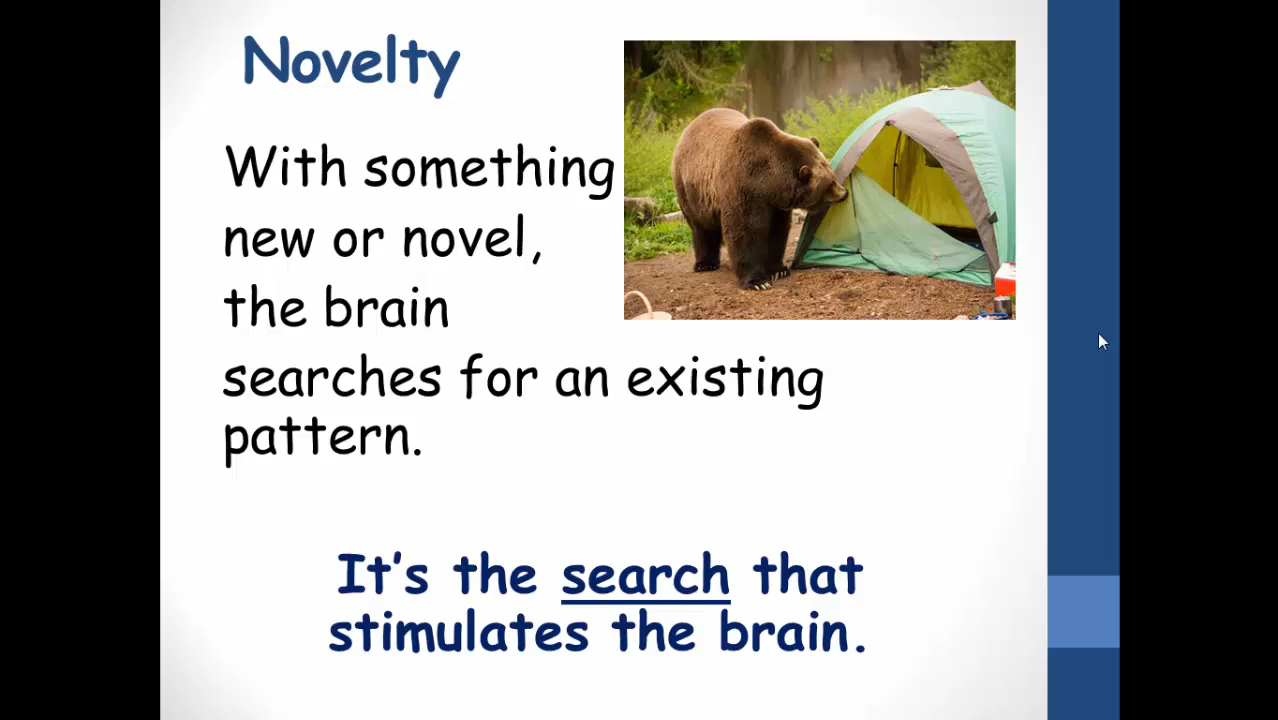 Novelty
With something
new or novel,
the brain
searches for an existing
pattern.
It’s the search that
stimulates the brain.